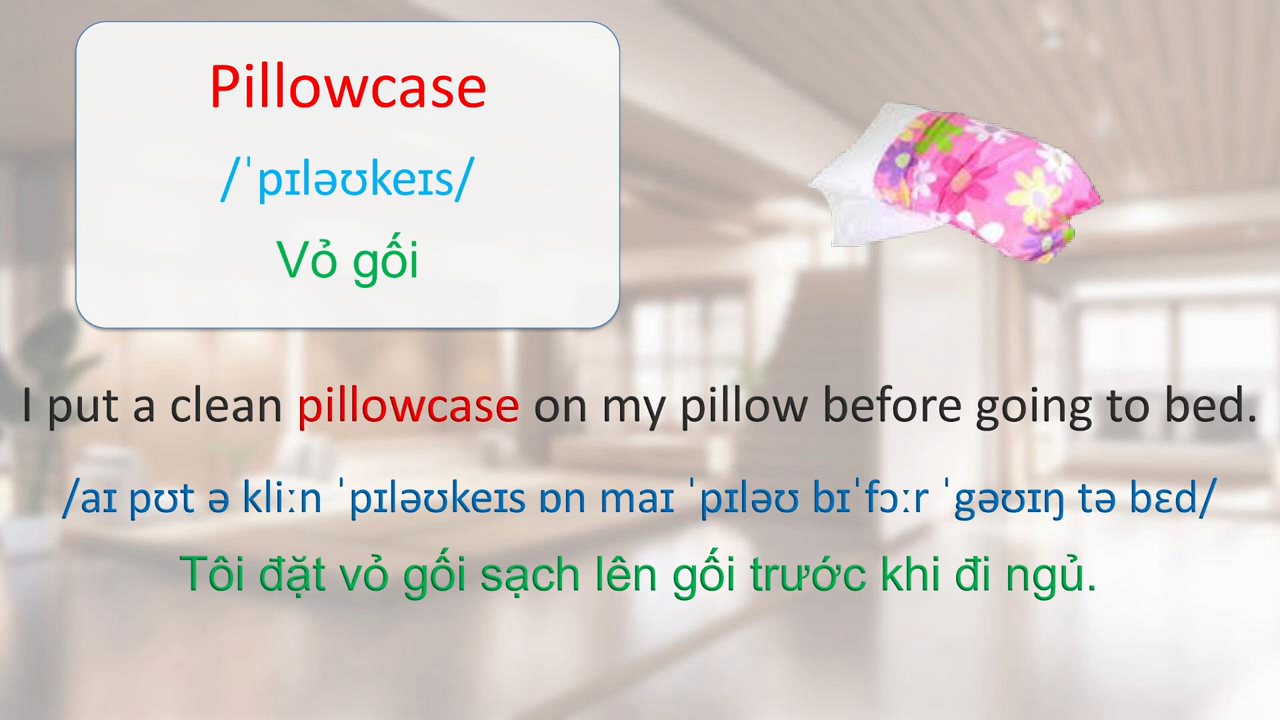 Pillowcase
/ˈpɪləʊkeɪs/
Vỏ gối
I put a clean pillowcase on my pillow before going to bed.
/aɪ pʊt ə kliːn ˈpɪləʊkeɪs ɒn maɪ ˈpɪləʊ bɪˈfɔːr ˈgəʊɪŋ tə bɛd/
Tôi đặt vỏ gối sạch lên gối trước khi đi ngủ.